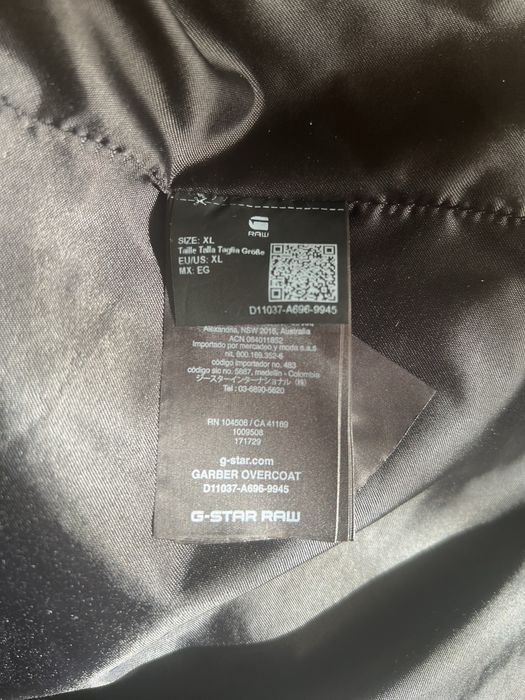 RAW
SIZE: XL
Taille Talla Taglia Größe
EU/US: XL
MX: EG
D11037-A696-9945
Alexandria, NSW 2015, Australia
ACN 084011852
Importado por mercadeo y moda s.a.s
nit. 800.169.352-6
código importador no. 483
código sic no. 5887, medellin - Colombia
ジースターインターナショナル (株)
Tel : 03-6890-5620
RN 104506 / CA 41169
1009508
171729
g-star.com
GARBER OVERCOAT
D11037-A696-9945
G-STAR RAW